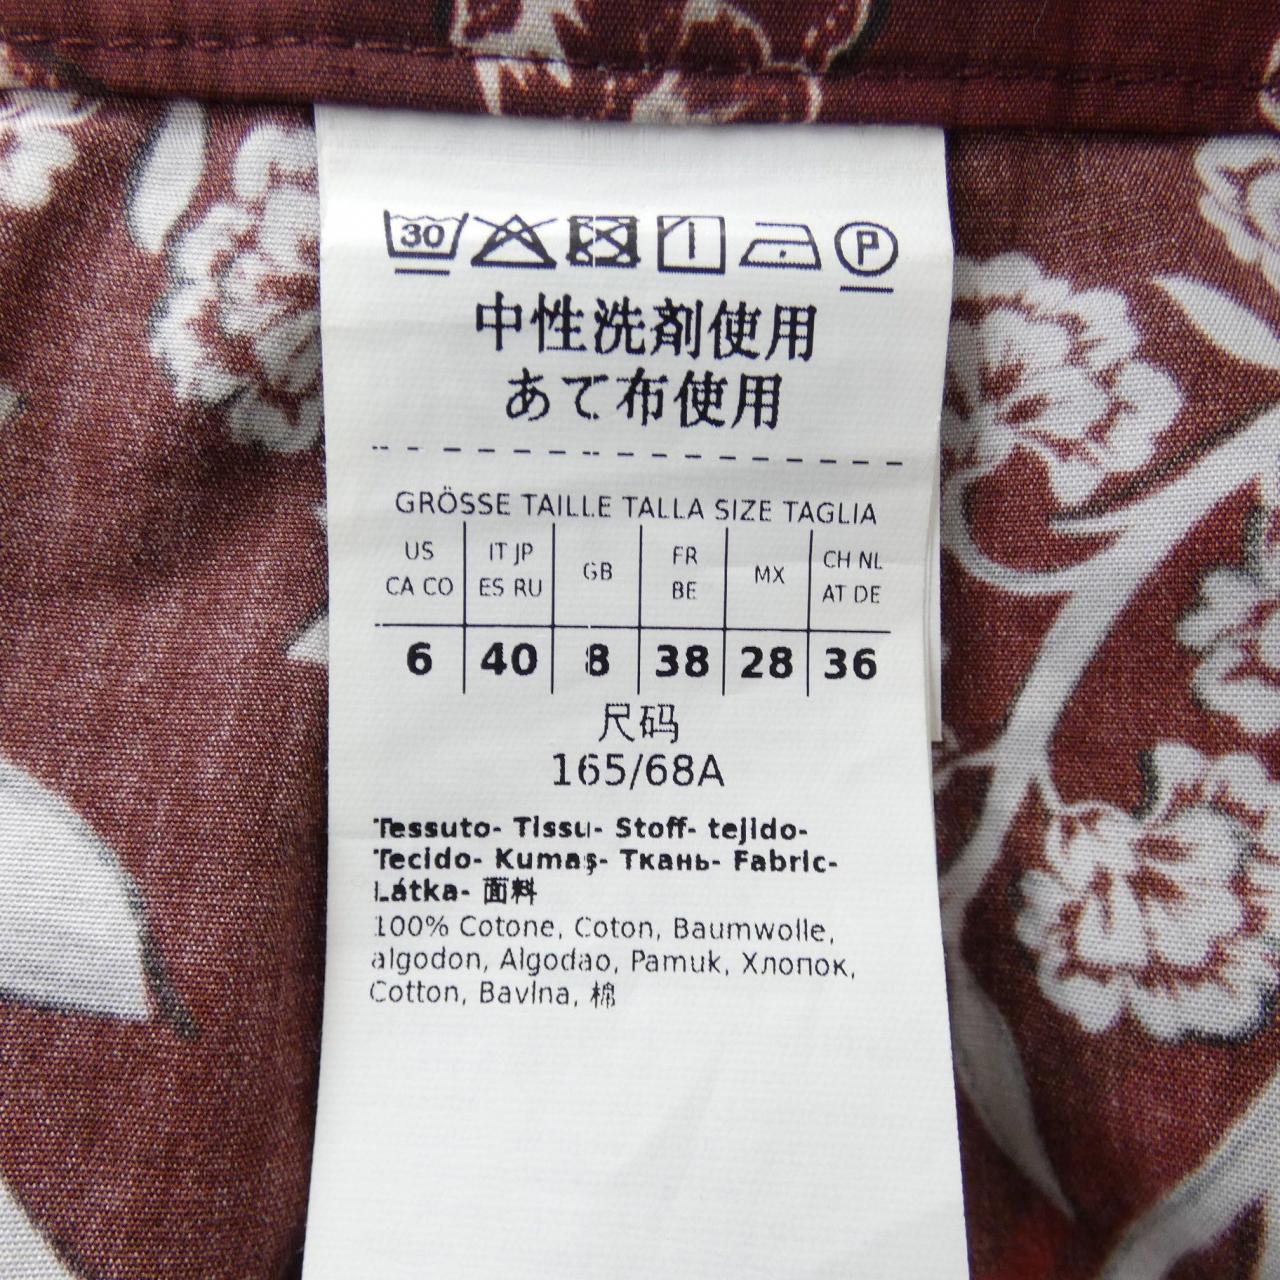 30 P
中性洗剤使用
あて布使用
GRÖSSE TAILLE TALLA SIZE TAGLIA
US IT JP GB FR MX CH NL
CA CO ES RU BE AT DE
6 40 8 38 28 36
尺码
165/68A
Tessuto- Tissu- Stoff- tejido-
Tecido- Kumaş- Ткань- Fabric-
Látka- 面料
100% Cotone, Coton, Baumwolle,
algodon, Algodao, Pamuk, Хлопок,
Cotton, Bavlna, 棉